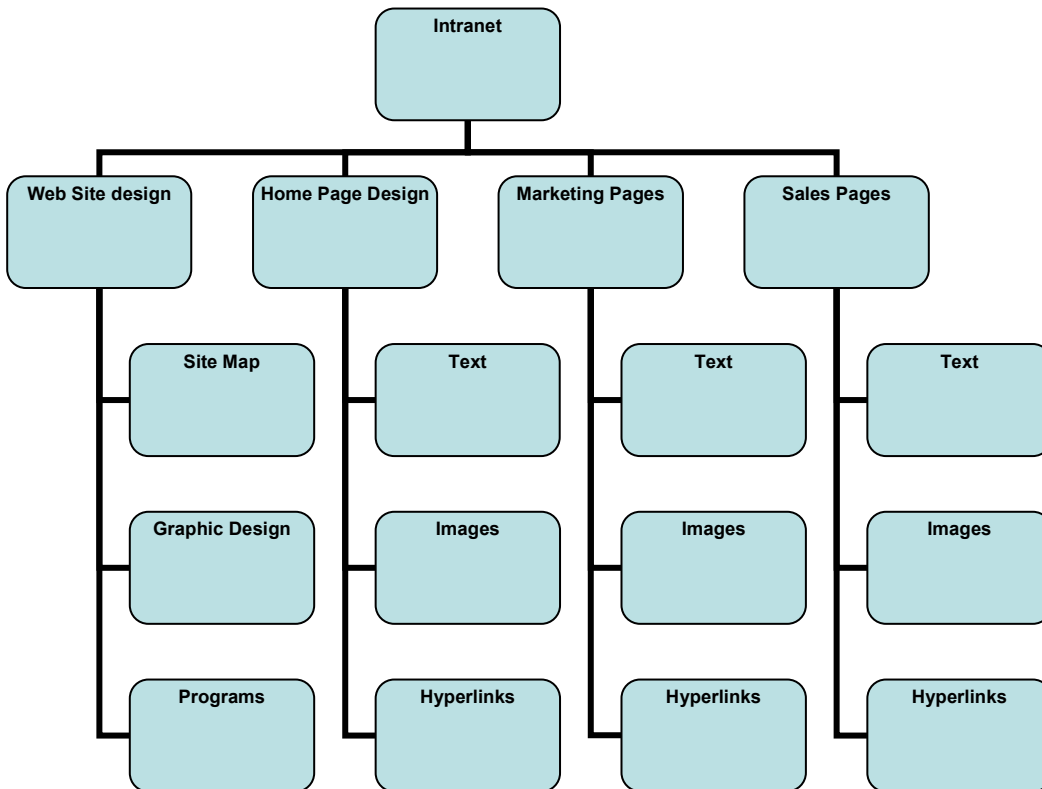 Intranet
Web Site design
Home Page Design
Marketing Pages
Sales Pages
Site Map
Text
Text
Text
Graphic Design
Images
Images
Images
Programs
Hyperlinks
Hyperlinks
Hyperlinks